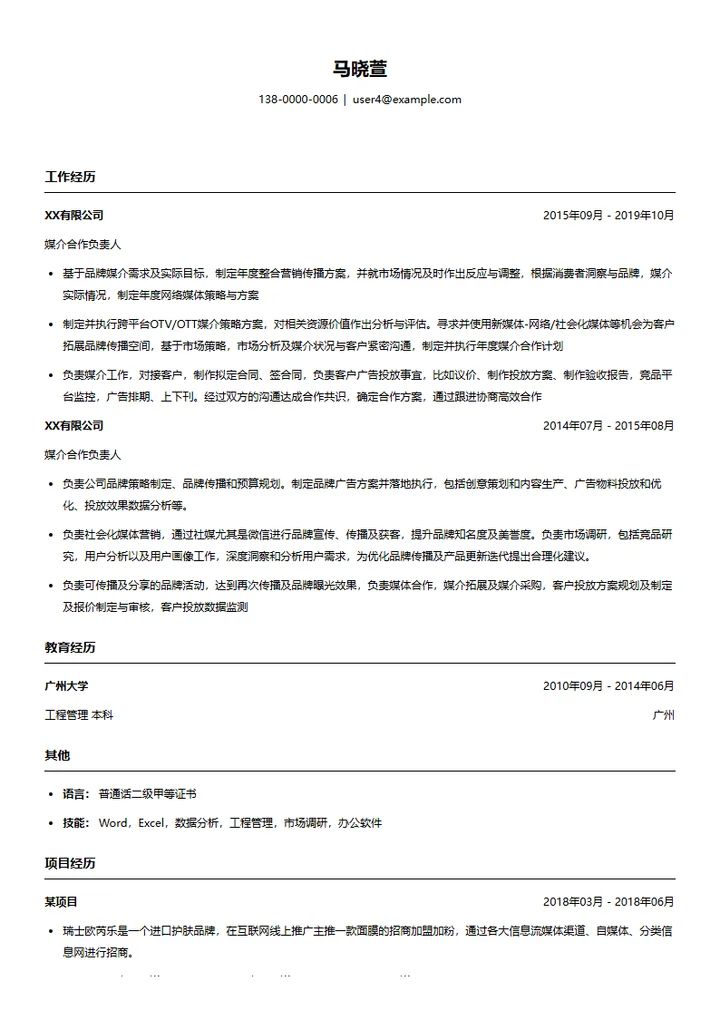 马晓萱
138-0000-0006 | user4@example.com
工作经历
XX有限公司 2015年09月 - 2019年10月
媒介合作负责人
• 基于品牌媒介需求及实际目标，制定年度整合营销传播方案，并就市场情况及时作出反应与调整，根据消费者洞察与品牌，媒介
实际情况，制定年度网络媒体策略与方案
• 制定并执行跨平台OTV/OTT媒介策略方案，对相关资源价值作出分析与评估。寻求并使用新媒体-网络/社会化媒体等机会为客户
拓展品牌传播空间，基于市场策略，市场分析及媒介状况与客户紧密沟通，制定并执行年度媒介合作计划
• 负责媒介工作，对接客户，制作拟定合同、签合同，负责客户广告投放事宜，比如议价、制作投放方案、制作验收报告，竞品平
台监控，广告排期、上下刊。经过双方的沟通达成合作共识，确定合作方案，通过跟进协商高效合作
XX有限公司 2014年07月 - 2015年08月
媒介合作负责人
• 负责公司品牌策略制定、品牌传播和预算规划。制定品牌广告方案并落地执行，包括创意策划和内容生产、广告物料投放和优
化、投放效果数据分析等。
• 负责社会化媒体营销，通过社媒尤其是微信进行品牌宣传、传播及获客，提升品牌知名度及美誉度。负责市场调研，包括竞品研
究，用户分析以及用户画像工作，深度洞察和分析用户需求，为优化品牌传播及产品更新迭代提出合理化建议。
• 负责可传播及分享的品牌活动，达到再次传播及品牌曝光效果，负责媒体合作，媒介拓展及媒介采购，客户投放方案规划及制定
及报价制定与审核，客户投放数据监测
教育经历
广州大学 2010年09月 - 2014年06月
工程管理 本科 广州
其他
• 语言： 普通话二级甲等证书
• 技能： Word，Excel，数据分析，工程管理，市场调研，办公软件
项目经历
某项目 2018年03月 - 2018年06月
• 瑞士欧芮乐是一个进口护肤品牌，在互联网线上推广主推一款面膜的招商加盟加粉，通过各大信息流媒体渠道、自媒体、分类信
息网进行招商。